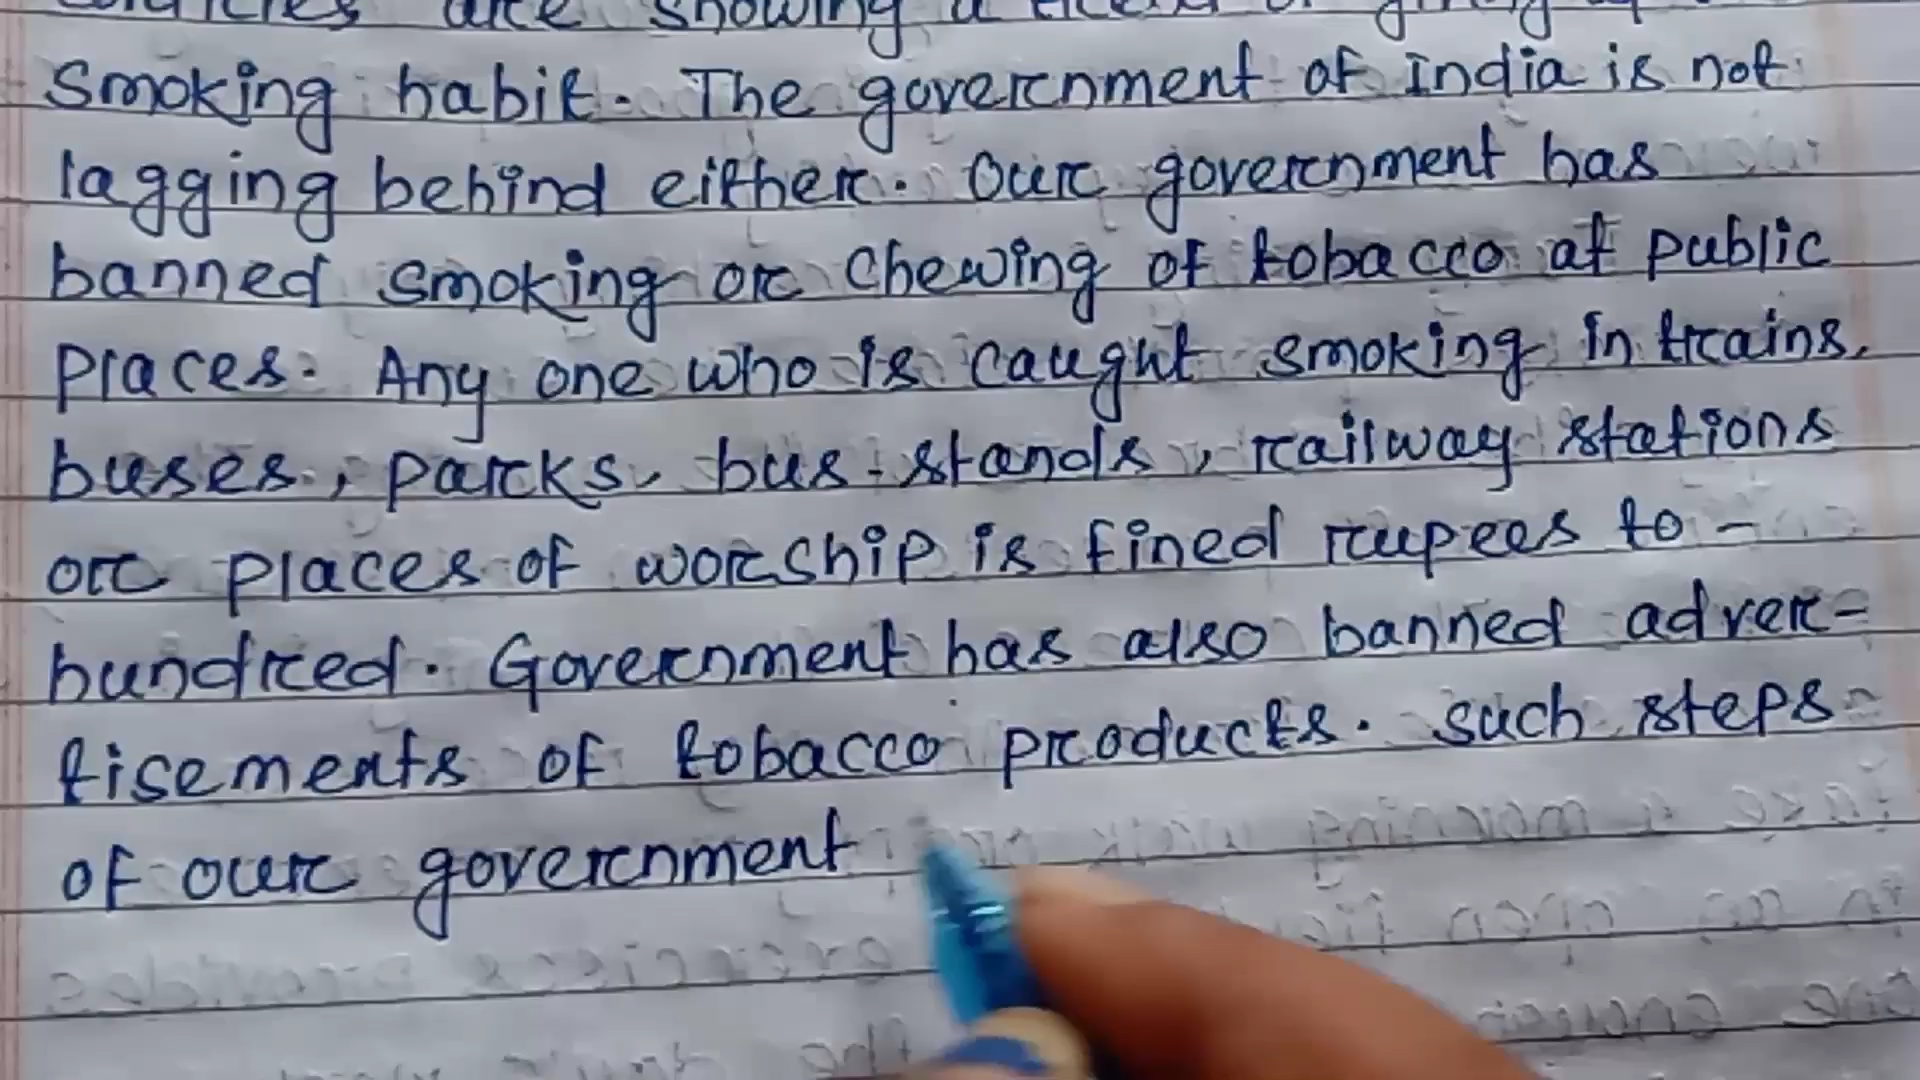 are showing a
smoking habit. The government of India is not
lagging behind either. Our government has
banned smoking or chewing of tobacco at public
places. Any one who is caught smoking in trains,
buses, parks, bus-stands, railway stations
or places of worship is fined rupees to-
hundred. Government has also banned adver-
tisements of tobacco products. Such steps
of our government